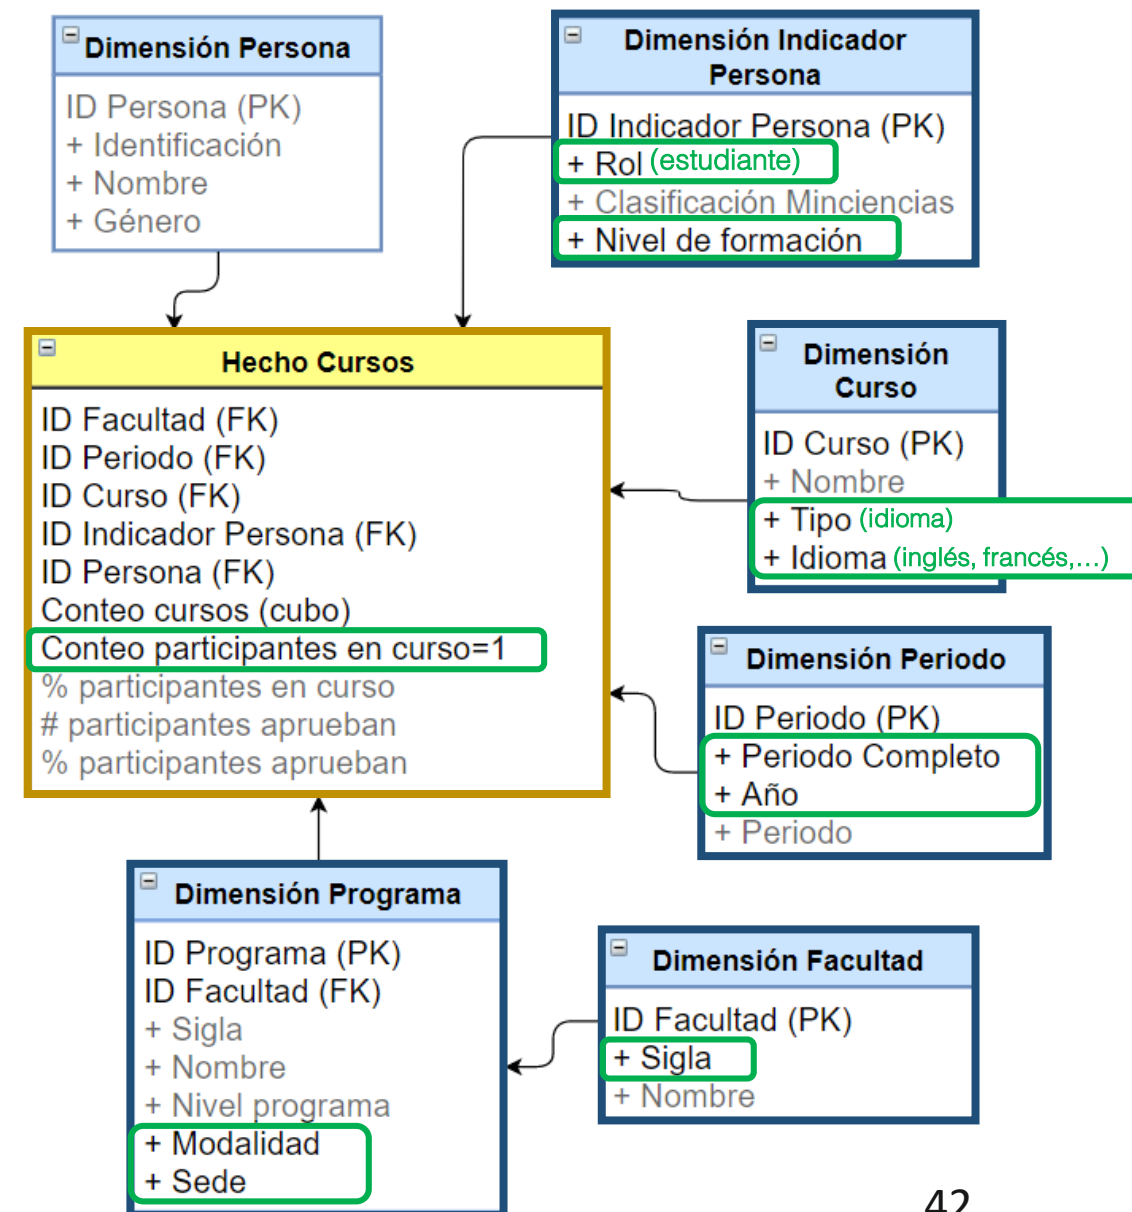 Dimensión Persona
ID Persona (PK)
+ Identificación
+ Nombre
+ Género
Dimensión Indicador
Persona
ID Indicador Persona (PK)
+ Rol (estudiante)
+ Clasificación Minciencias
+ Nivel de formación
Hecho Cursos
ID Facultad (FK)
ID Periodo (FK)
ID Curso (FK)
ID Indicador Persona (FK)
ID Persona (FK)
Conteo cursos (cubo)
Conteo participantes en curso=1
% participantes en curso
# participantes aprueban
% participantes aprueban
Dimensión
Curso
ID Curso (PK)
+ Nombre
+ Tipo (idioma)
+ Idioma (inglés, francés,...)
Dimensión Periodo
ID Periodo (PK)
+ Periodo Completo
+ Año
+ Periodo
Dimensión Programa
ID Programa (PK)
ID Facultad (FK)
+ Sigla
+ Nombre
+ Nivel programa
+ Modalidad
+ Sede
Dimensión Facultad
ID Facultad (PK)
+ Sigla
+ Nombre
42